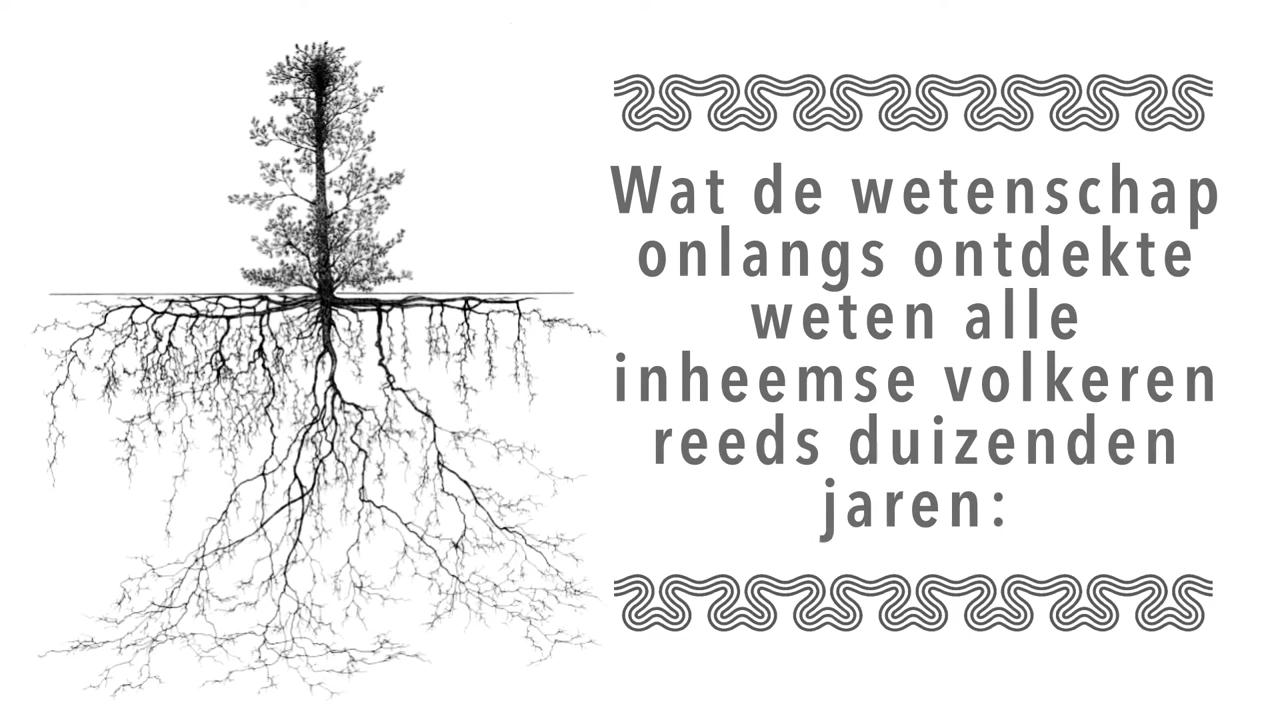 Wat de wetenschap
onlangs ontdekte
weten alle
inheemse volkeren
reeds duizenden
jaren: